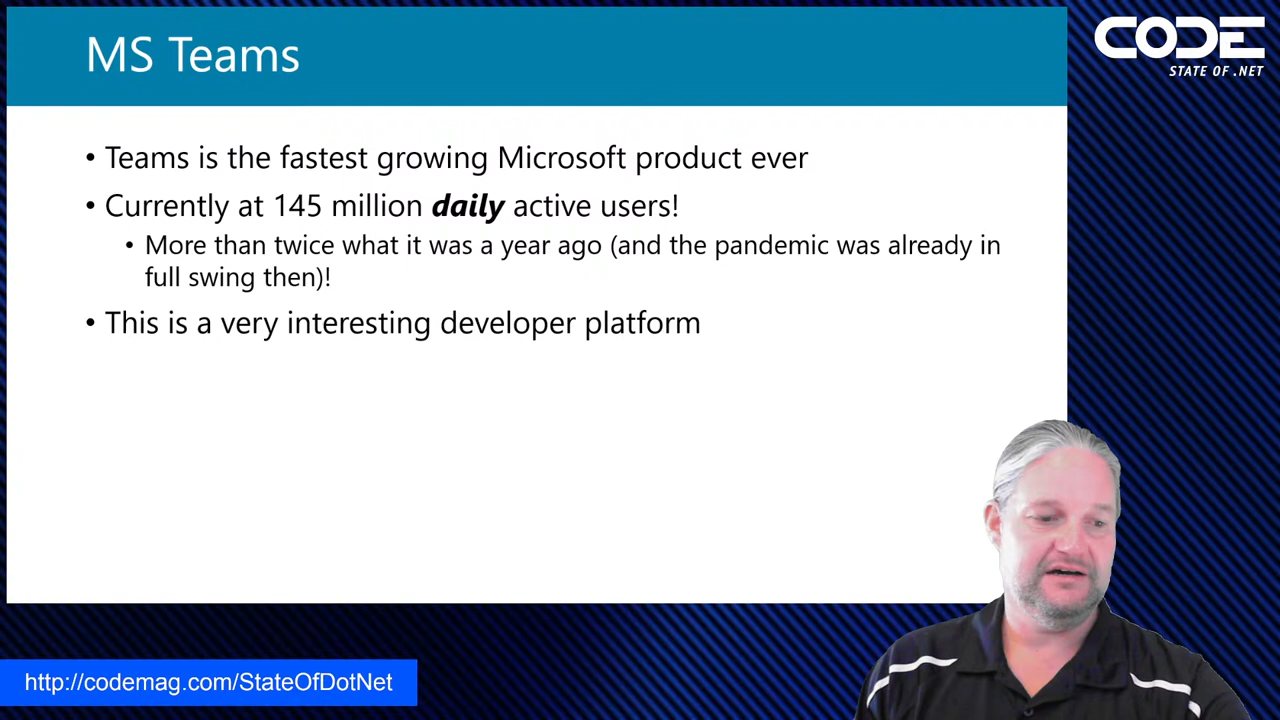 MS Teams
CODE
STATE OF .NET
• Teams is the fastest growing Microsoft product ever
• Currently at 145 million daily active users!
• More than twice what it was a year ago (and the pandemic was already in
full swing then)!
• This is a very interesting developer platform
http://codemag.com/StateOfDotNet